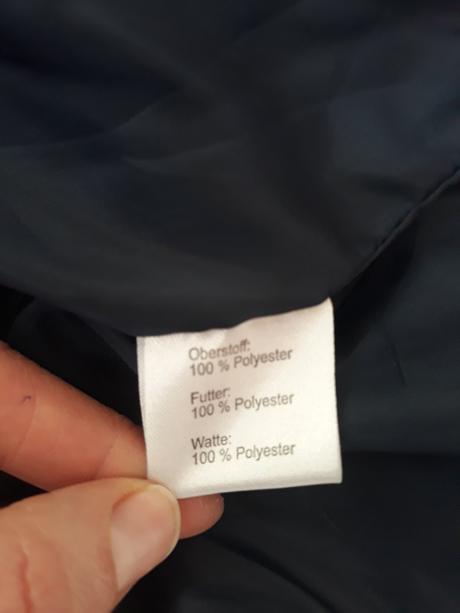 Oberstoff:
100 % Polyester
Futter:
100 % Polyester
Watte:
100 % Polyester